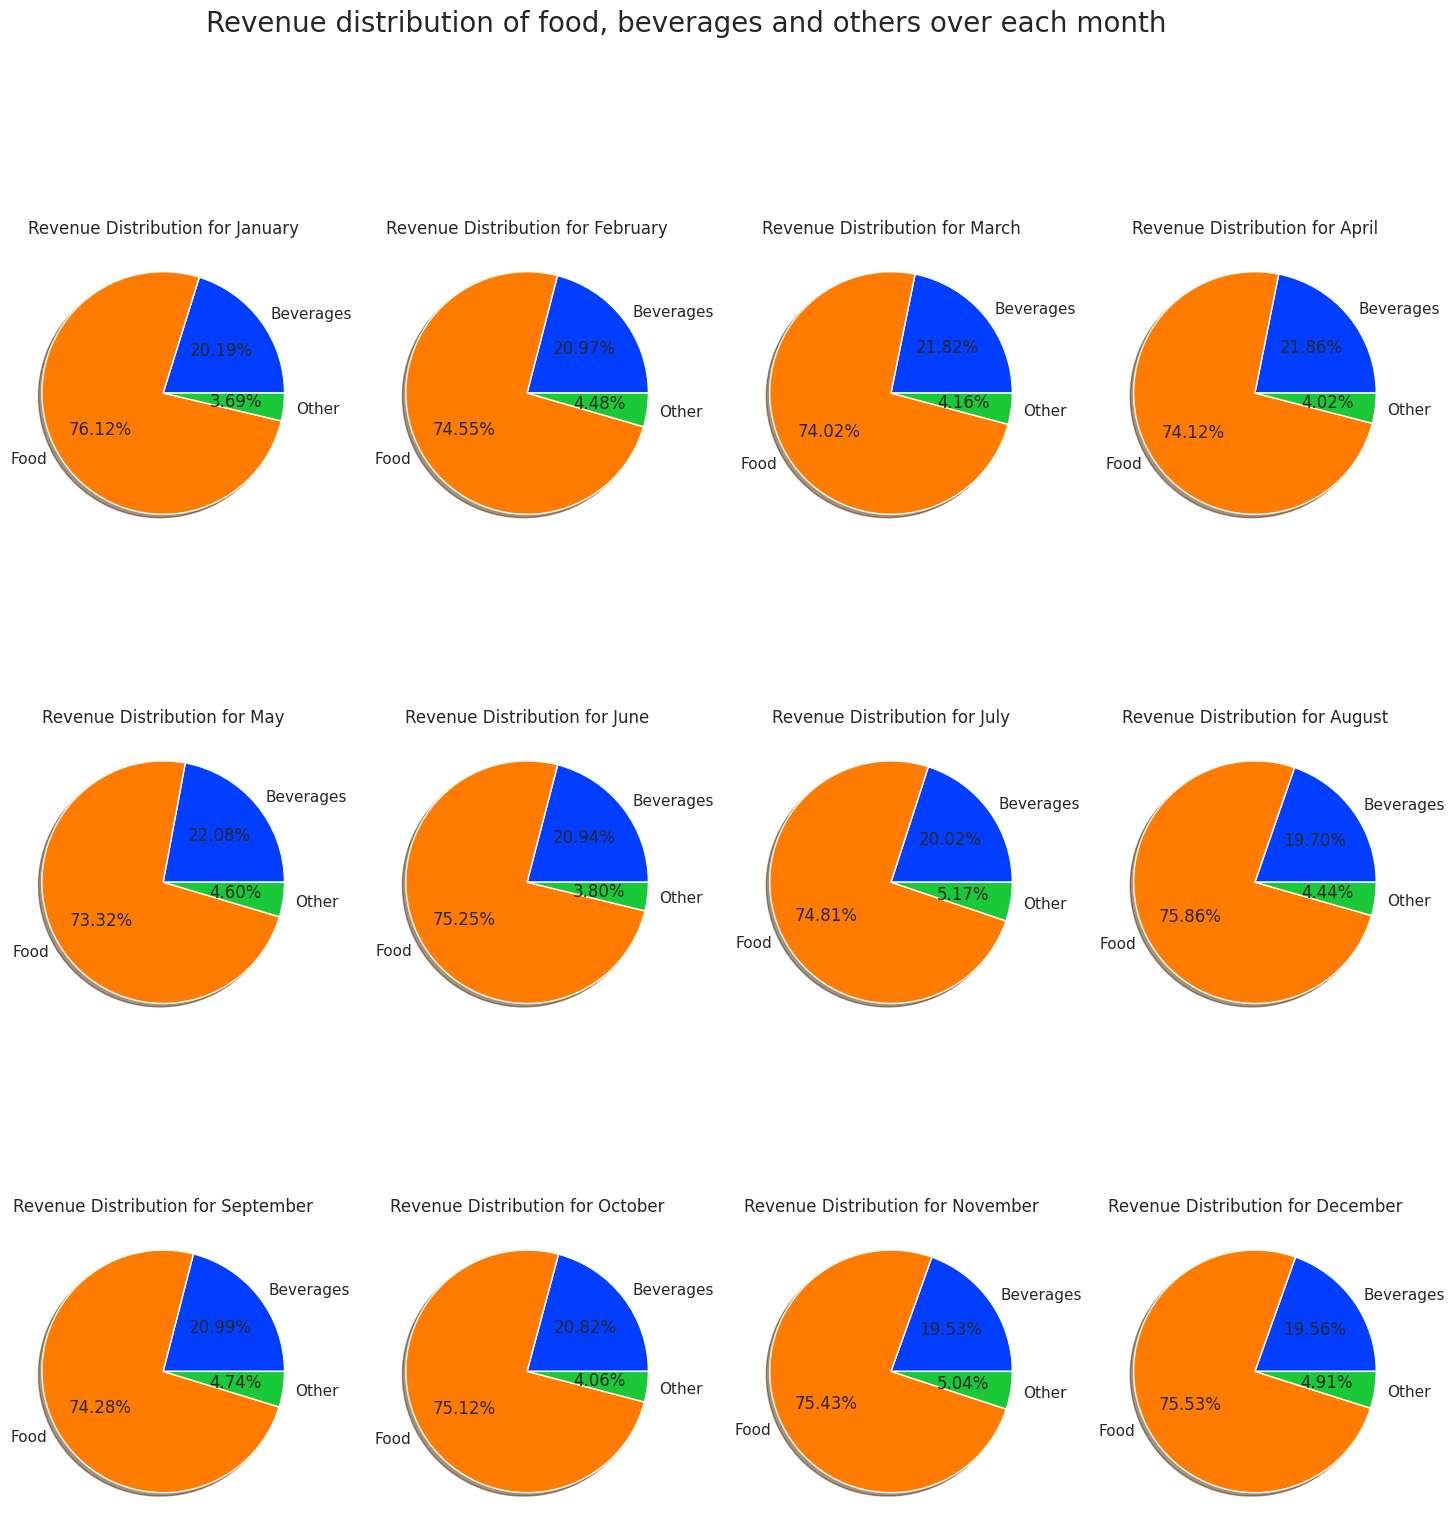 Revenue distribution of food, beverages and others over each month
Revenue Distribution for January
Beverages
20.19%
3.69%
Other
76.12%
Food
Revenue Distribution for February
Beverages
20.97%
4.48%
Other
74.55%
Food
Revenue Distribution for March
Beverages
21.82%
4.16%
Other
74.02%
Food
Revenue Distribution for April
Beverages
21.86%
4.02%
Other
74.12%
Food
Revenue Distribution for May
Beverages
22.08%
4.60%
Other
73.32%
Food
Revenue Distribution for June
Beverages
20.94%
3.80%
Other
75.25%
Food
Revenue Distribution for July
Beverages
20.02%
5.17%
Other
74.81%
Food
Revenue Distribution for August
Beverages
19.70%
4.44%
Other
75.86%
Food
Revenue Distribution for September
Beverages
20.99%
4.74%
Other
74.28%
Food
Revenue Distribution for October
Beverages
20.82%
4.06%
Other
75.12%
Food
Revenue Distribution for November
Beverages
19.53%
5.04%
Other
75.43%
Food
Revenue Distribution for December
Beverages
19.56%
4.91%
Other
75.53%
Food